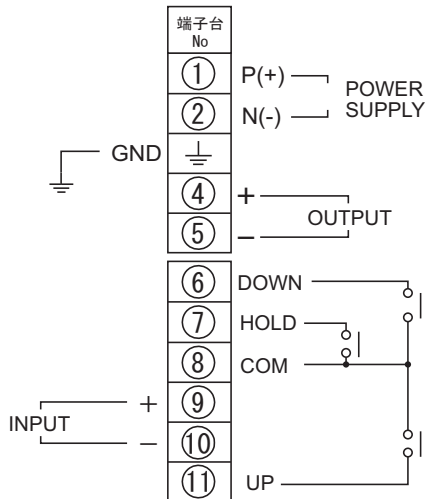 端子台
No
① P(+)
② N(-)
POWER
SUPPLY
GND
④ +
⑤ −
OUTPUT
⑥ DOWN
⑦ HOLD
⑧ COM
INPUT
+ ⑨
− ⑩
⑪ UP